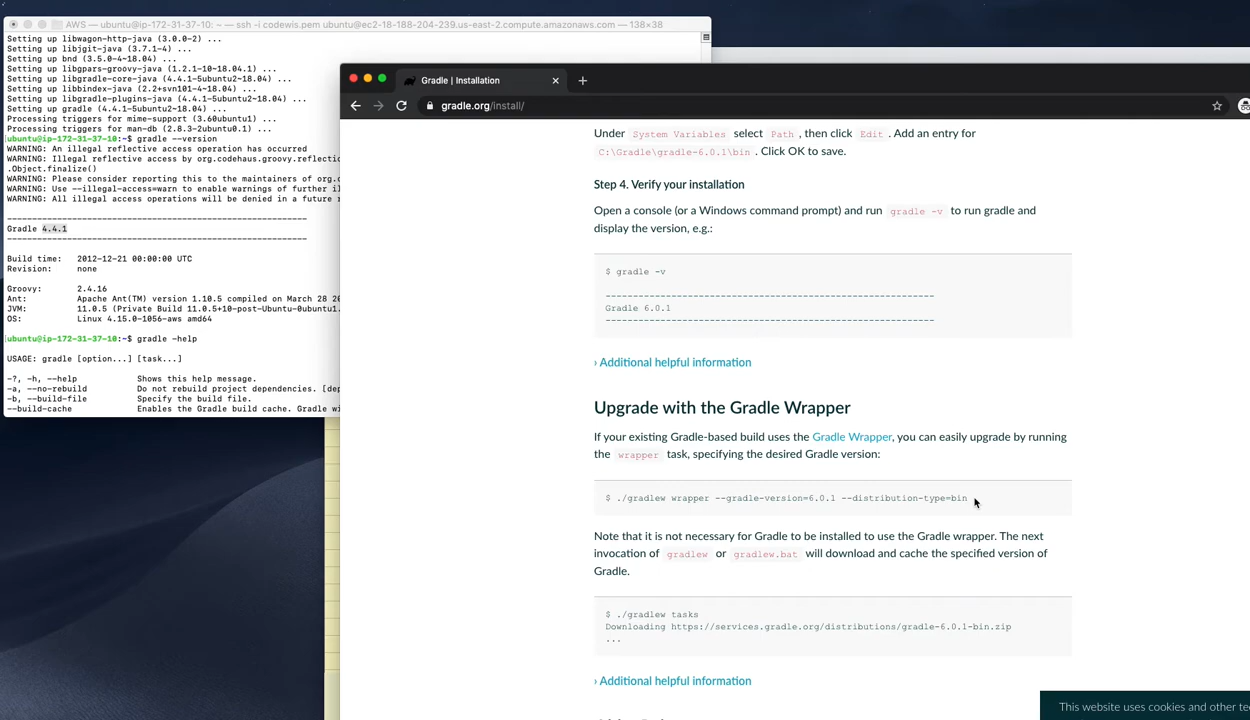 AWS — ubuntu@ip-172-31-37-10: ~ — ssh -i codewis.pem ubuntu@ec2-18-188-204-239.us-east-2.compute.amazonaws.com — 138×38
Setting up libwagon-http-java (3.0.0-2) ...
Setting up libjgit-java (3.7.1-4) ...
Setting up bnd (3.5.0-4~18.04) ...
Setting up libgpars-groovy-java (1.2.1-10~18.04.1) ...
Setting up libgradle-core-java (4.4.1-5ubuntu2~18.04) ...
Setting up libbindex-java (2.2+svn101-4~18.04) ...
Setting up libgradle-plugins-java (4.4.1-5ubuntu2~18.04) ...
Setting up gradle (4.4.1-5ubuntu2~18.04) ...
Processing triggers for mime-support (3.60ubuntu1) ...
Processing triggers for man-db (2.8.3-2ubuntu0.1) ...
[ubuntu@ip-172-31-37-10:~$ gradle --version
WARNING: An illegal reflective access operation has occurred
WARNING: Illegal reflective access by org.codehaus.groovy.reflectio
.Object.finalize()
WARNING: Please consider reporting this to the maintainers of org.c
WARNING: Use --illegal-access=warn to enable warnings of further il
WARNING: All illegal access operations will be denied in a future r
------------------------------------------------------------
Gradle 4.4.1
------------------------------------------------------------
Build time: 2012-12-21 00:00:00 UTC
Revision: none
Groovy: 2.4.16
Ant: Apache Ant(TM) version 1.10.5 compiled on March 28 20
JVM: 11.0.5 (Private Build 11.0.5+10-post-Ubuntu-0ubuntu1.
OS: Linux 4.15.0-1056-aws amd64
[ubuntu@ip-172-31-37-10:~$ gradle -help
USAGE: gradle [option...] [task...]
-?, -h, --help Shows this help message.
-a, --no-rebuild Do not rebuild project dependencies. [dep
-b, --build-file Specify the build file.
--build-cache Enables the Gradle build cache. Gradle wi
Gradle | Installation
gradle.org/install/
Under System Variables select Path , then click Edit . Add an entry for
C:\Gradle\gradle-6.0.1\bin . Click OK to save.
Step 4. Verify your installation
Open a console (or a Windows command prompt) and run gradle -v to run gradle and
display the version, e.g.:
$ gradle -v
------------------------------------------------------------
Gradle 6.0.1
------------------------------------------------------------
› Additional helpful information
Upgrade with the Gradle Wrapper
If your existing Gradle-based build uses the Gradle Wrapper, you can easily upgrade by running
the wrapper task, specifying the desired Gradle version:
$ ./gradlew wrapper --gradle-version=6.0.1 --distribution-type=bin
Note that it is not necessary for Gradle to be installed to use the Gradle wrapper. The next
invocation of gradlew or gradlew.bat will download and cache the specified version of
Gradle.
$ ./gradlew tasks
Downloading https://services.gradle.org/distributions/gradle-6.0.1-bin.zip
...
› Additional helpful information
This website uses cookies and other te